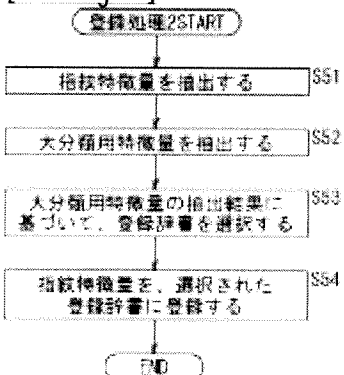 登録処理2START
指紋特徴量を抽出する
S51
大分類用特徴量を抽出する
S52
大分類用特徴量の抽出結果に
基づいて、登録辞書を選択する
S53
指紋特徴量を、選択された
登録辞書に登録する
S54
END